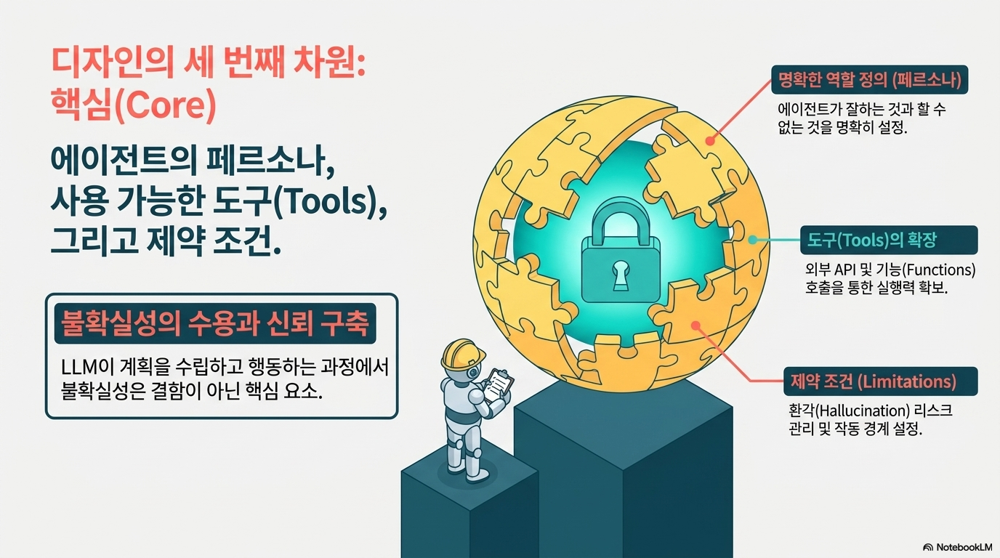 디자인의 세 번째 차원:
핵심(Core)
에이전트의 페르소나,
사용 가능한 도구(Tools),
그리고 제약 조건.
불확실성의 수용과 신뢰 구축
LLM이 계획을 수립하고 행동하는 과정에서
불확실성은 결함이 아닌 핵심 요소.
명확한 역할 정의 (페르소나)
에이전트가 잘하는 것과 할 수
없는 것을 명확히 설정.
도구(Tools)의 확장
외부 API 및 기능(Functions)
호출을 통한 실행력 확보.
제약 조건 (Limitations)
환각(Hallucination) 리스크
관리 및 작동 경계 설정.
NotebookLM